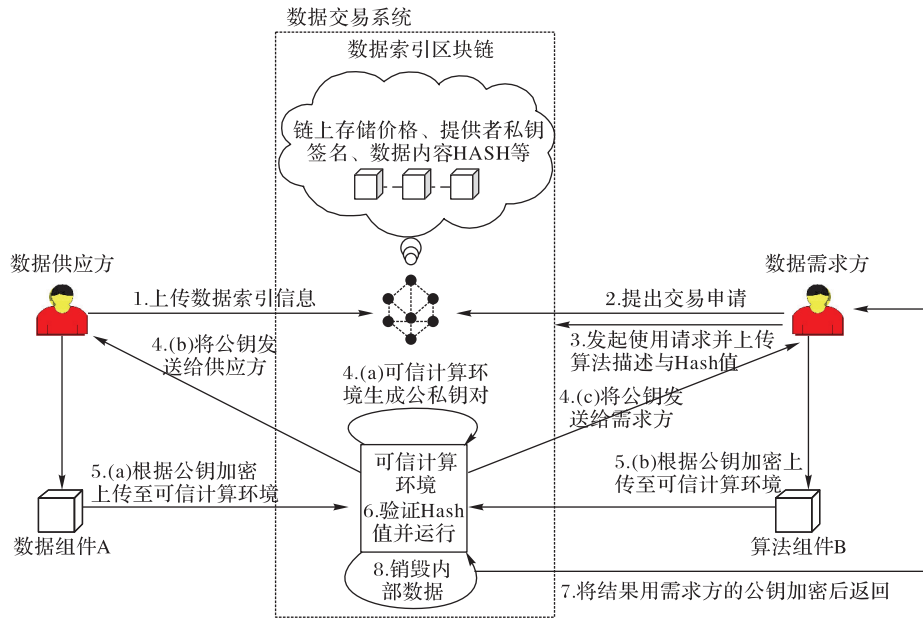 数据交易系统
数据索引区块链
链上存储价格、提供者私钥
签名、数据内容HASH等
数据供应方
数据需求方
1.上传数据索引信息
2.提出交易申请
3.发起使用请求并上传
算法描述与Hash值
4.(b)将公钥发
送给供应方
4.(a)可信计算环
境生成公私钥对
4.(c)将公钥发
送给需求方
可信计算
环境
6.验证Hash
值并运行
5.(a)根据公钥加密
上传至可信计算环境
5.(b)根据公钥加密上
传至可信计算环境
数据组件A
算法组件B
8.销毁内
部数据
7.将结果用需求方的公钥加密后返回